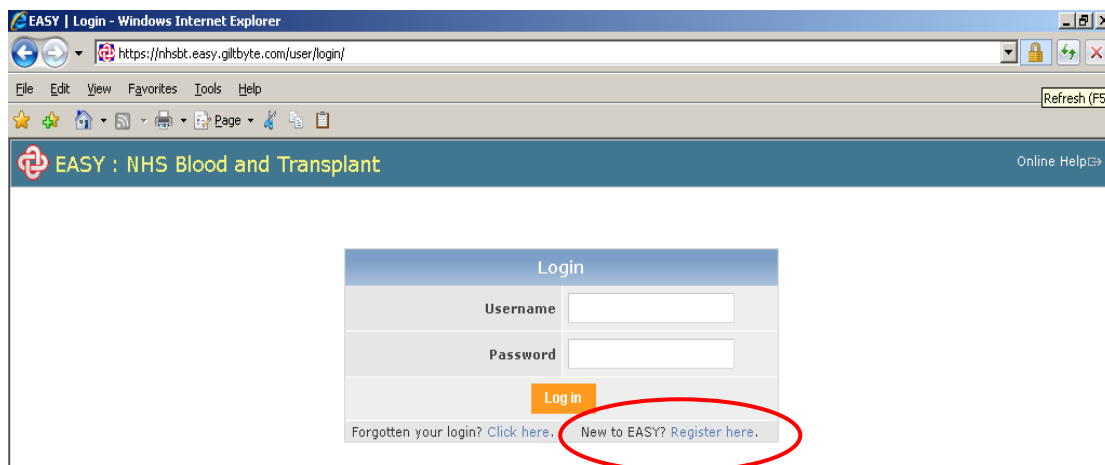 EASY | Login - Windows Internet Explorer
https://nhsbt.easy.giltbyte.com/user/login/
File Edit View Favorites Tools Help
Refresh (F5
Page
EASY : NHS Blood and Transplant
Online Help
Login
Username
Password
Log in
Forgotten your login? Click here. New to EASY? Register here.